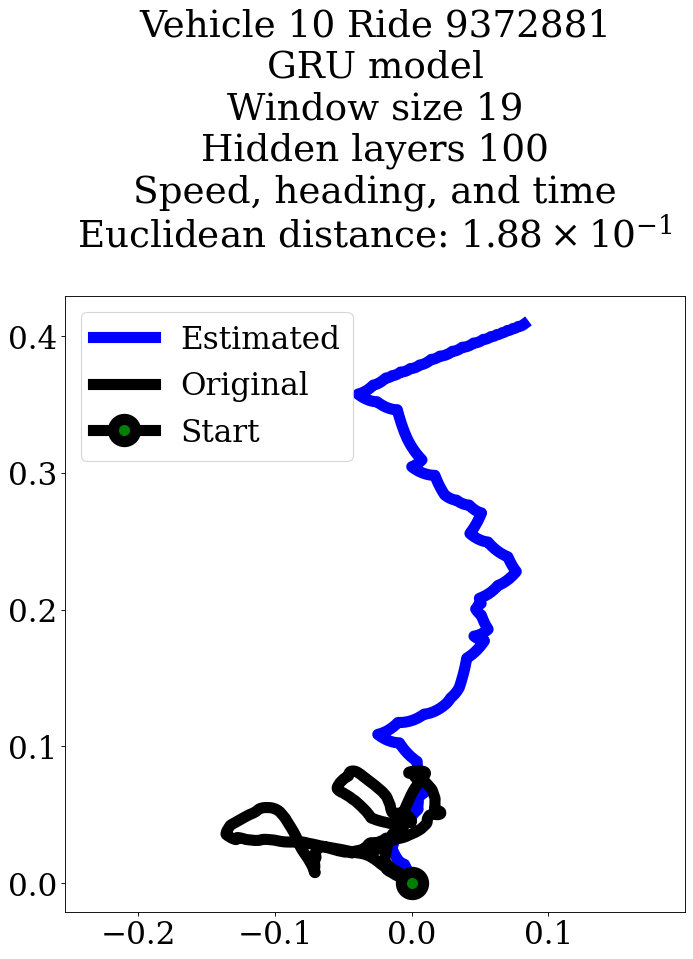 Vehicle 10 Ride 9372881
GRU model
Window size 19
Hidden layers 100
Speed, heading, and time
Euclidean distance: 1.88 × 10⁻¹
Estimated
Original
Start
0.4
0.3
0.2
0.1
0.0
−0.2 −0.1 0.0 0.1